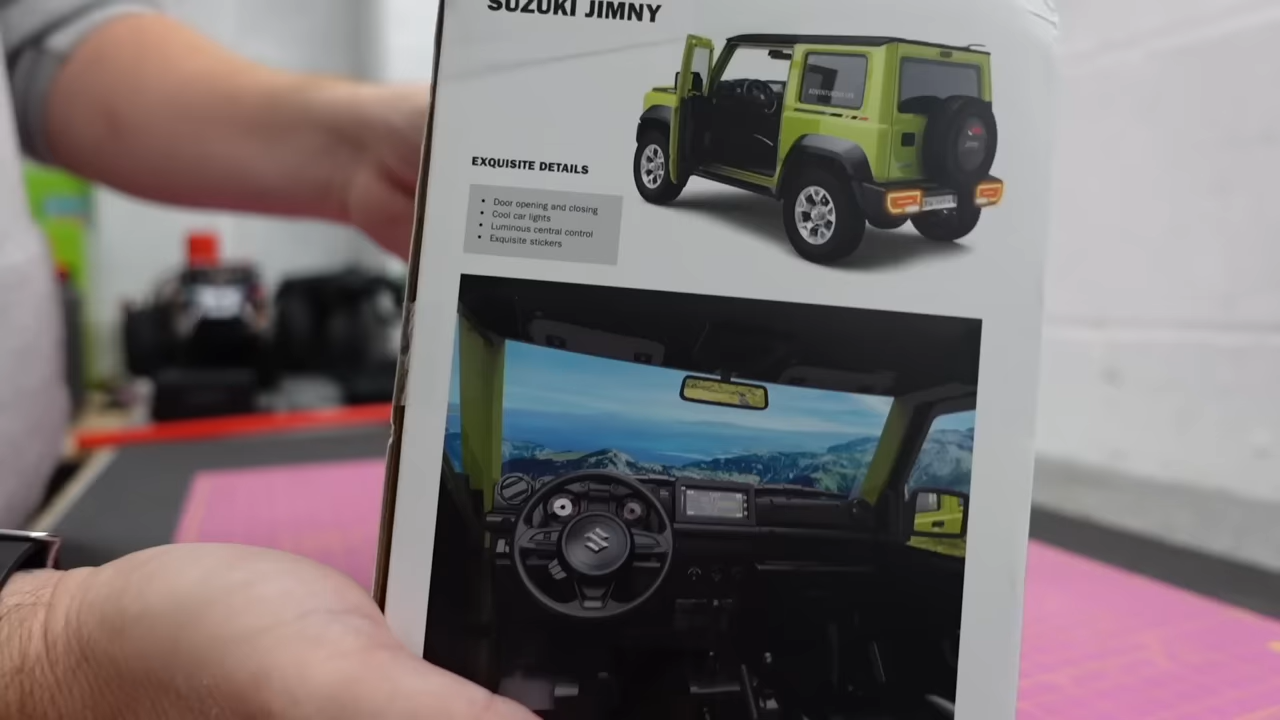 SUZUKI JIMNY
EXQUISITE DETAILS
• Door opening and closing
• Cool car lights
• Luminous central control
• Exquisite stickers